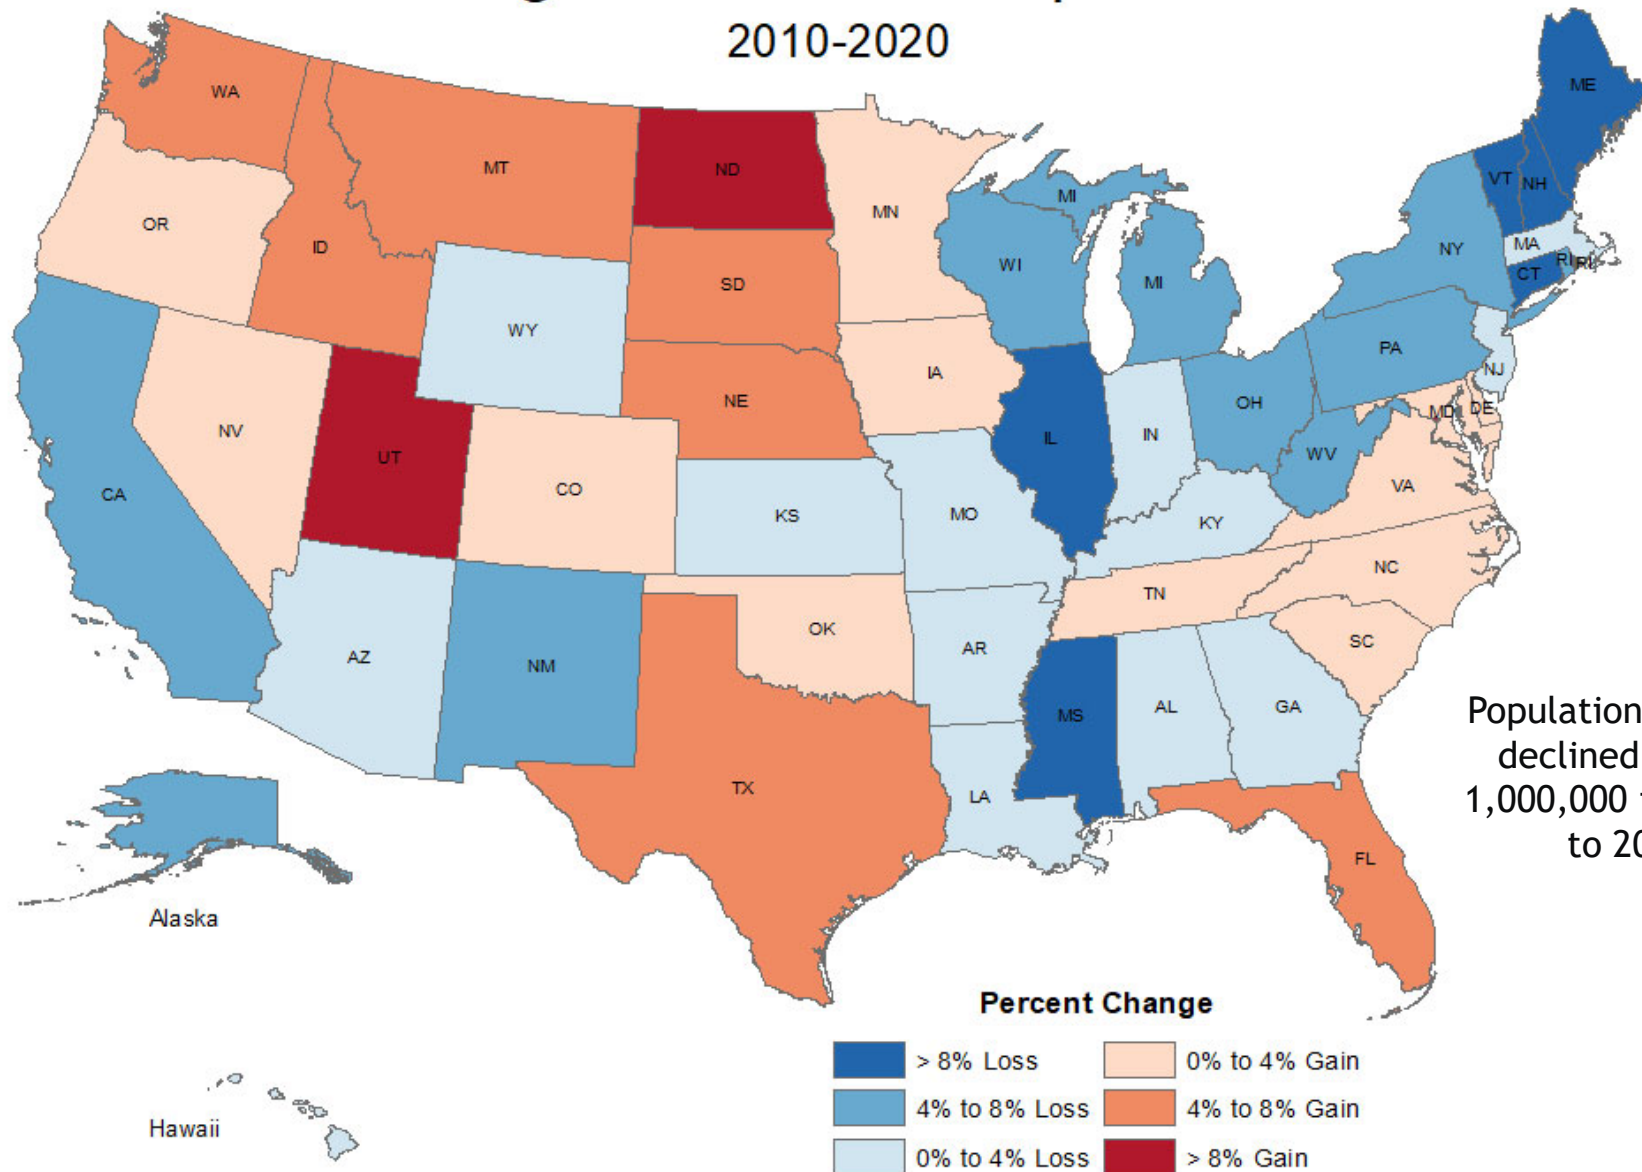 2010-2020
WA
MT
ND
MN
ME
VT
NH
OR
ID
SD
WI
MI
MI
NY
MA
CT
RI
RI
WY
IA
NE
PA
NJ
OH
MD
DE
NV
UT
CO
IL
IN
WV
VA
CA
KS
MO
KY
NC
TN
OK
AR
SC
AZ
NM
MS
AL
GA
TX
LA
FL
Population
declined
1,000,000
to 20
Alaska
Hawaii
Percent Change
> 8% Loss
0% to 4% Gain
4% to 8% Loss
4% to 8% Gain
0% to 4% Loss
> 8% Gain